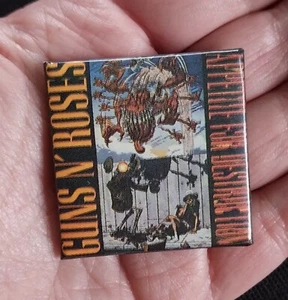 GUNS N' ROSES
APPETITE FOR DESTRUCTION